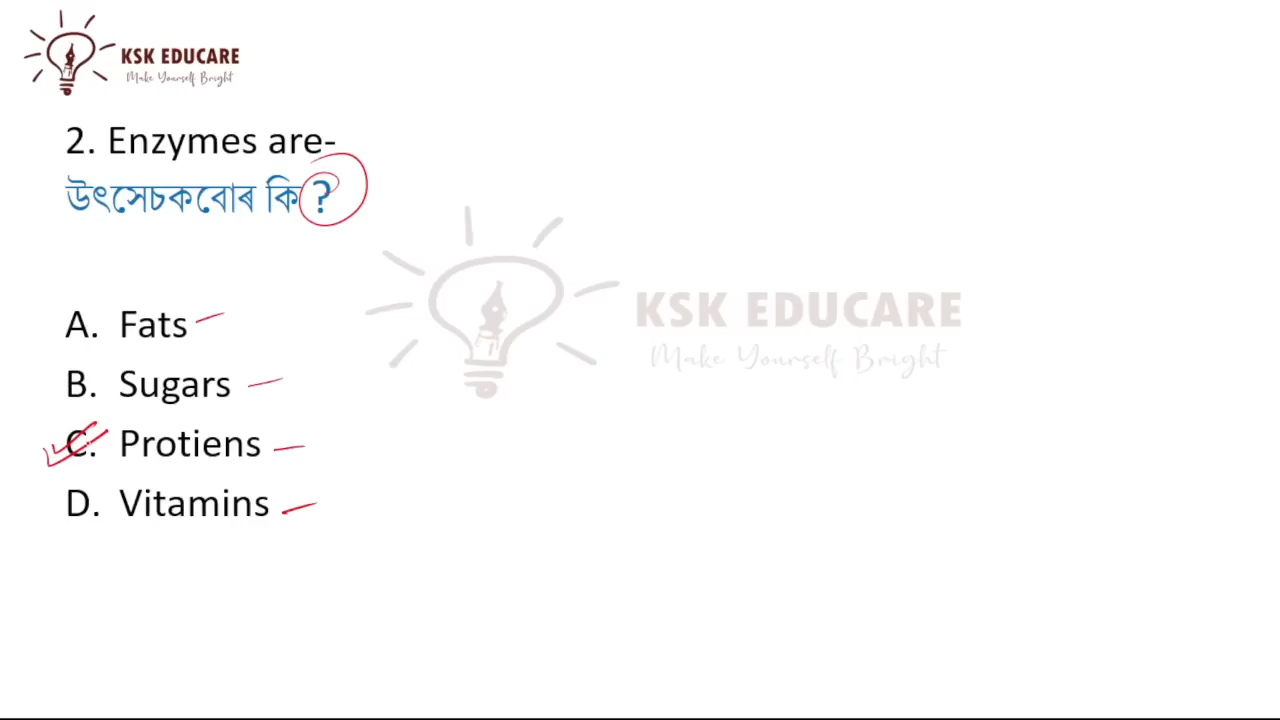 KSK EDUCARE
Make Yourself Bright
2. Enzymes are-
উৎসেচকবোৰ কি ?
KSK EDUCARE
Make Yourself Bright
A. Fats
B. Sugars
C. Protiens
D. Vitamins